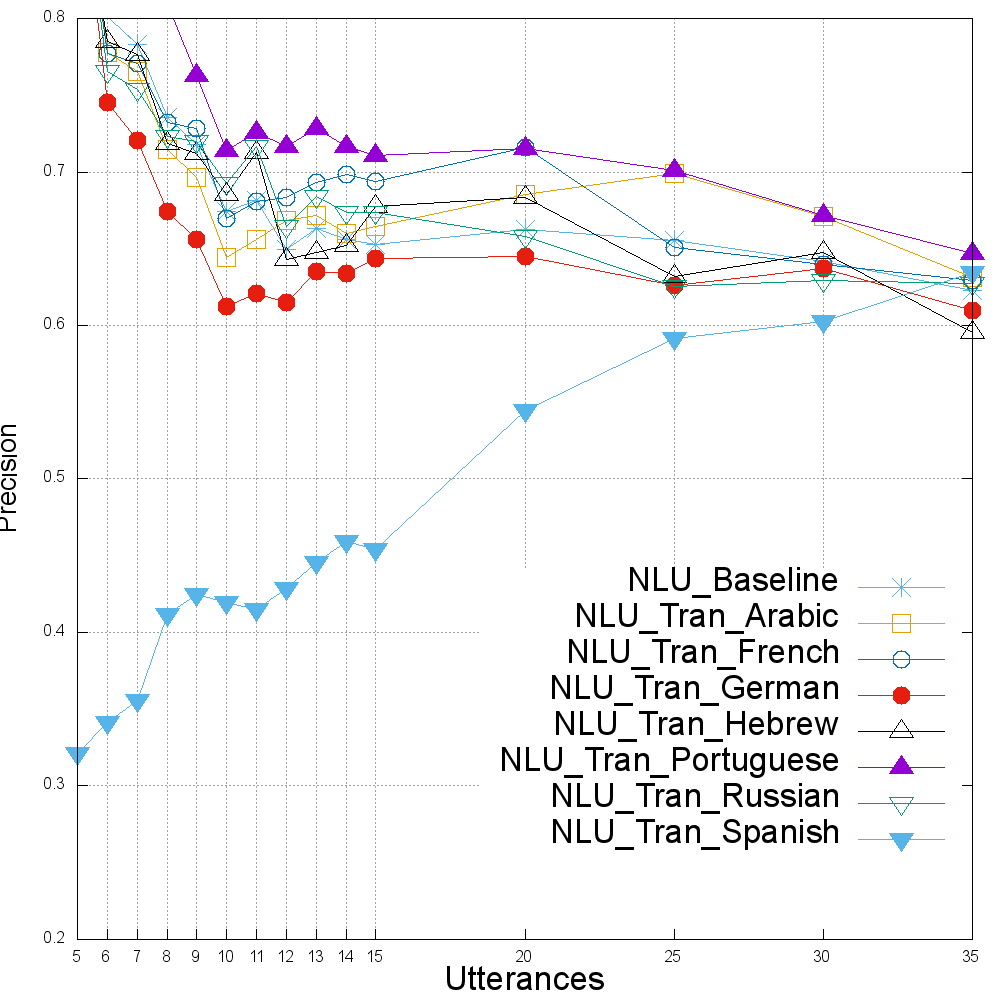 0.8
0.7
0.6
0.5
0.4
0.3
0.2
Precision
NLU_Baseline
NLU_Tran_Arabic
NLU_Tran_French
NLU_Tran_German
NLU_Tran_Hebrew
NLU_Tran_Portuguese
NLU_Tran_Russian
NLU_Tran_Spanish
5 6 7 8 9 10 11 12 13 14 15 20 25 30 35
Utterances